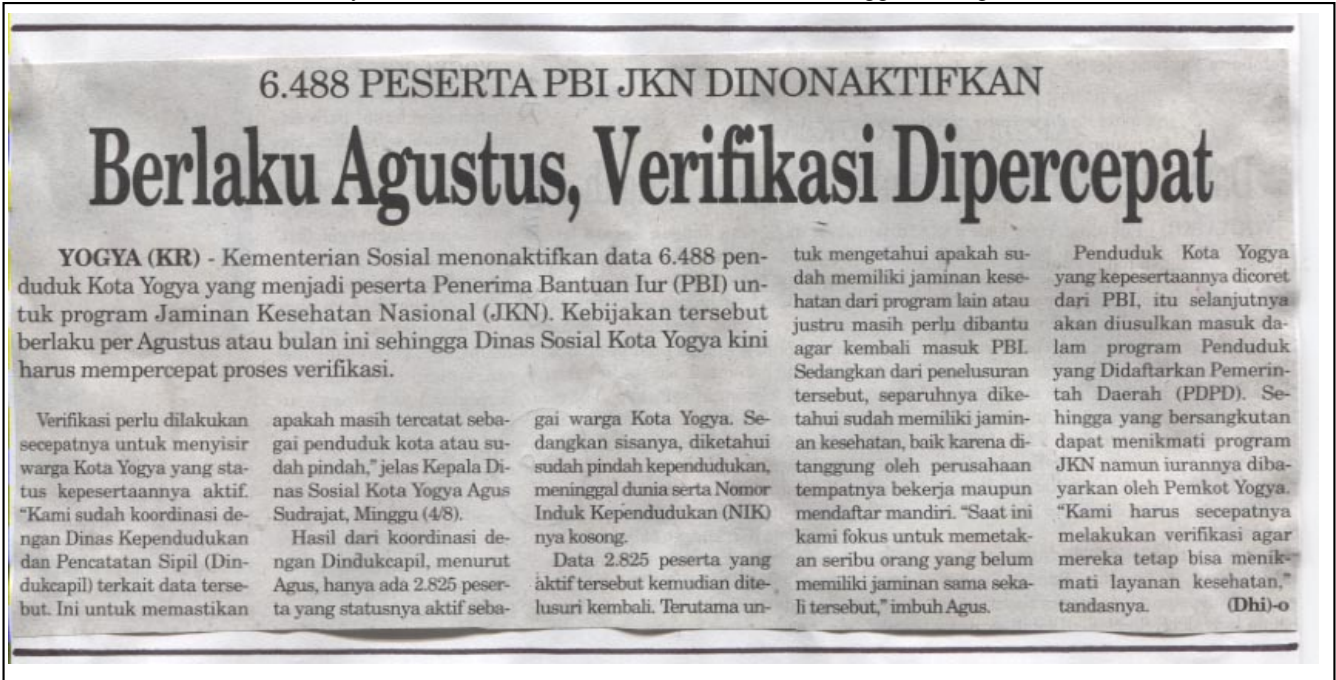 6.488 PESERTA PBI JKN DINONAKTIFKAN
Berlaku Agustus, Verifikasi Dipercepat
YOGYA (KR) - Kementerian Sosial menonaktifkan data 6.488 pen-
duduk Kota Yogya yang menjadi peserta Penerima Bantuan Iur (PBI) un-
tuk program Jaminan Kesehatan Nasional (JKN). Kebijakan tersebut
berlaku per Agustus atau bulan ini sehingga Dinas Sosial Kota Yogya kini
harus mempercepat proses verifikasi.
Verifikasi perlu dilakukan
secepatnya untuk menyisir
warga Kota Yogya yang sta-
tus kepesertaannya aktif.
"Kami sudah koordinasi de-
ngan Dinas Kependudukan
dan Pencatatan Sipil (Din-
dukcapil) terkait data terse-
but. Ini untuk memastikan
apakah masih tercatat seba-
gai penduduk kota atau su-
dah pindah," jelas Kepala Di-
nas Sosial Kota Yogya Agus
Sudrajat, Minggu (4/8).
Hasil dari koordinasi de-
ngan Dindukcapil, menurut
Agus, hanya ada 2.825 peser-
ta yang statusnya aktif seba-
gai warga Kota Yogya. Se-
dangkan sisanya, diketahui
sudah pindah kependudukan,
meninggal dunia serta Nomor
Induk Kependudukan (NIK)
nya kosong.
Data 2.825 peserta yang
aktif tersebut kemudian dite-
lusuri kembali. Terutama un-
tuk mengetahui apakah su-
dah memiliki jaminan kese-
hatan dari program lain atau
justru masih perlu dibantu
agar kembali masuk PBI.
Sedangkan dari penelusuran
tersebut, separuhnya dike-
tahui sudah memiliki jamin-
an kesehatan, baik karena di-
tanggung oleh perusahaan
tempatnya bekerja maupun
mendaftar mandiri. "Saat ini
kami fokus untuk memetak-
an seribu orang yang belum
memiliki jaminan sama seka-
li tersebut," imbuh Agus.
Penduduk Kota Yogya
yang kepesertaannya dicoret
dari PBI, itu selanjutnya
akan diusulkan masuk da-
lam program Penduduk
yang Didaftarkan Pemerin-
tah Daerah (PDPD). Se-
hingga yang bersangkutan
dapat menikmati program
JKN namun iurannya diba-
yarkan oleh Pemkot Yogya.
"Kami harus secepatnya
melakukan verifikasi agar
mereka tetap bisa menik-
mati layanan kesehatan,"
tandasnya. (Dhi)-o